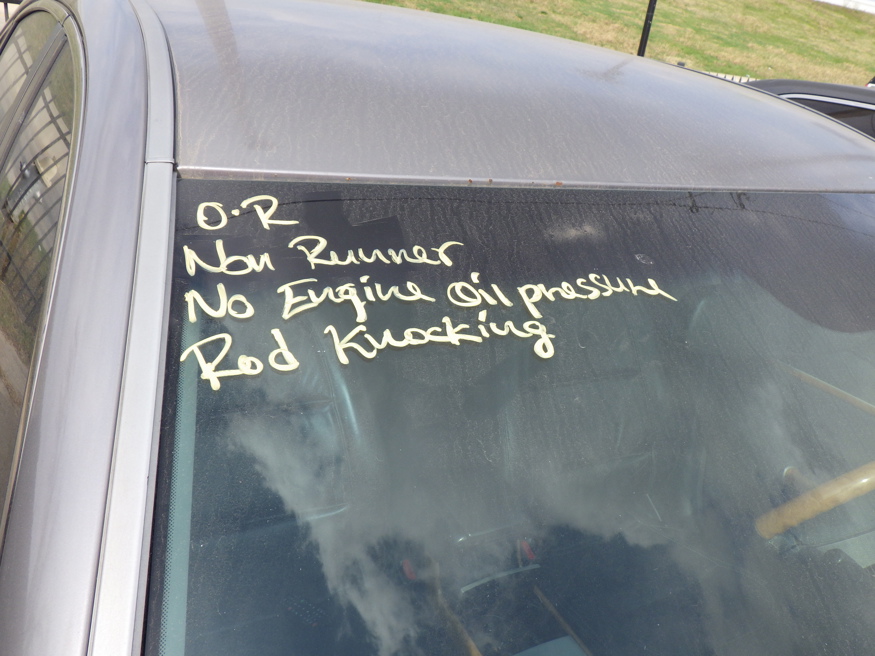 O.R
Non Runner
No Engine Oil pressure
Rod Knocking